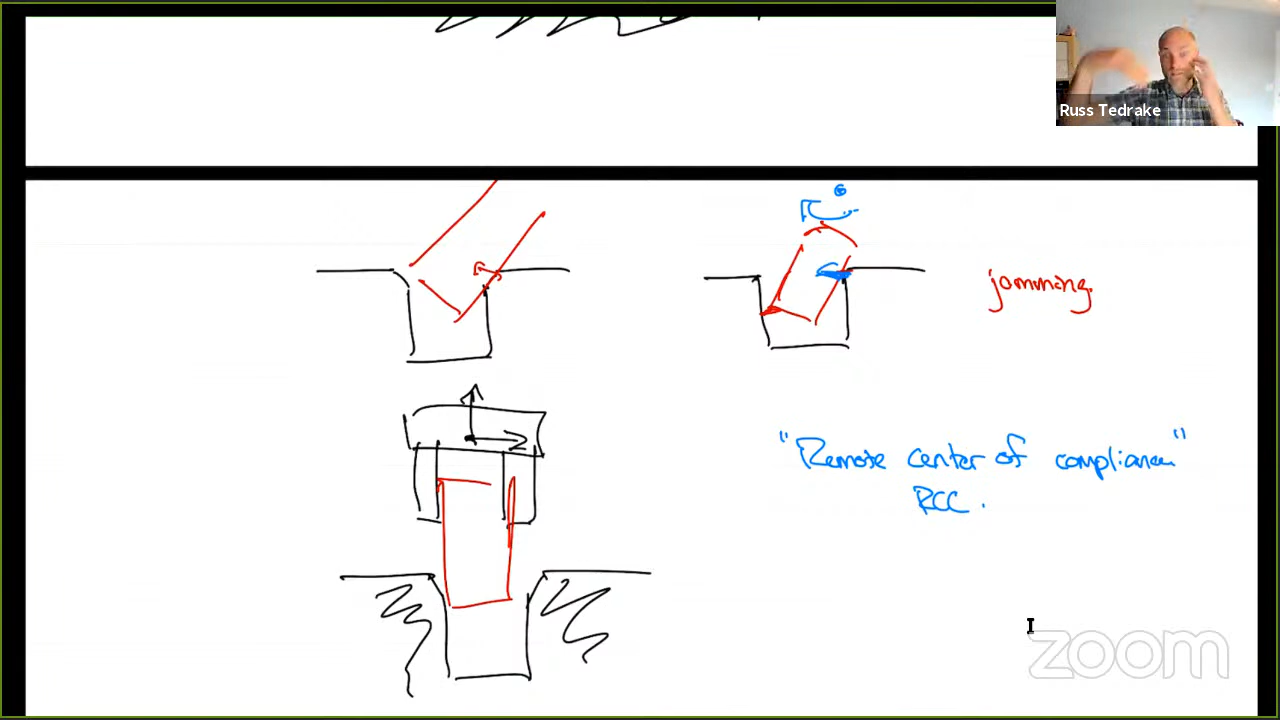 Russ Tedrake
jamming.
"Remote center of compliance"
RCC.
zoom